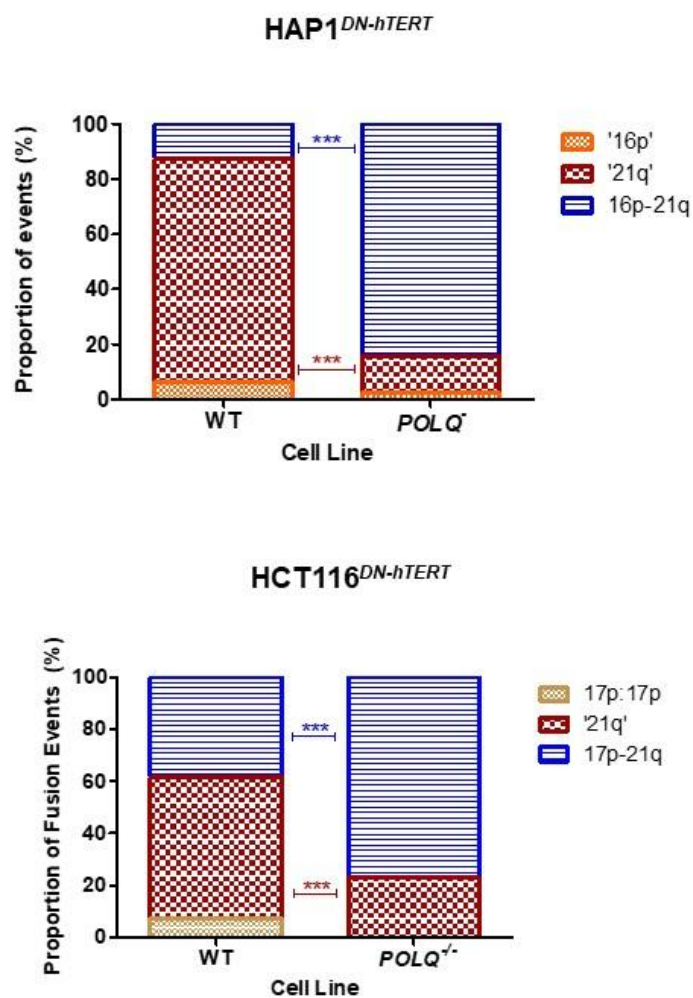 HAP1DN-hTERT
Proportion of events (%)
100
80
60
40
20
0
***
***
WT
POLQ-
Cell Line
'16p'
'21q'
16p-21q
HCT116DN-hTERT
Proportion of Fusion Events (%)
100
80
60
40
20
0
***
***
WT
POLQ+/-
Cell Line
17p:17p
'21q'
17p-21q